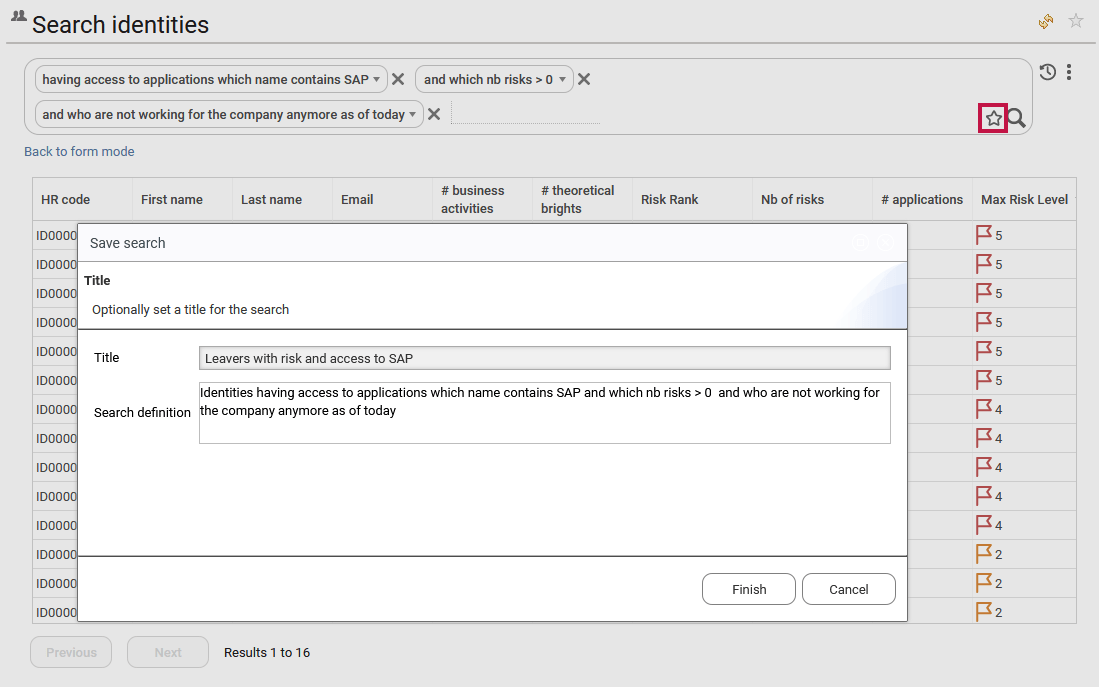 Search identities
having access to applications which name contains SAP
and which nb risks > 0
and who are not working for the company anymore as of today
Back to form mode
HR code First name Last name Email # business activities # theoretical brights Risk Rank Nb of risks # applications Max Risk Level
ID0000 5
ID0000 5
ID0000 5
ID0000 5
ID0000 5
ID0000 5
ID0000 4
ID0000 4
ID0000 4
ID0000 4
ID0000 4
ID0000 2
ID0000 2
ID0000 2
Save search
Title
Optionally set a title for the search
Title Leavers with risk and access to SAP
Search definition Identities having access to applications which name contains SAP and which nb risks > 0 and who are not working for
the company anymore as of today
Finish Cancel
Previous Next Results 1 to 16